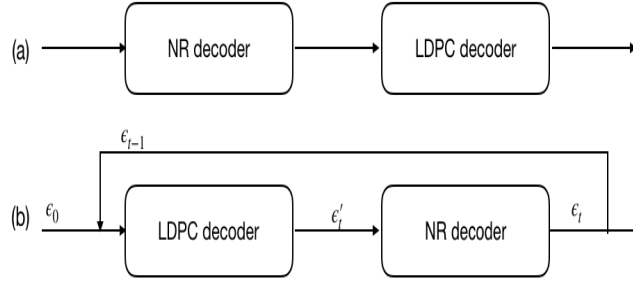 (a) NR decoder LDPC decoder
ϵ_{t−1}
(b) ϵ_0 LDPC decoder ϵ'_t NR decoder ϵ_t